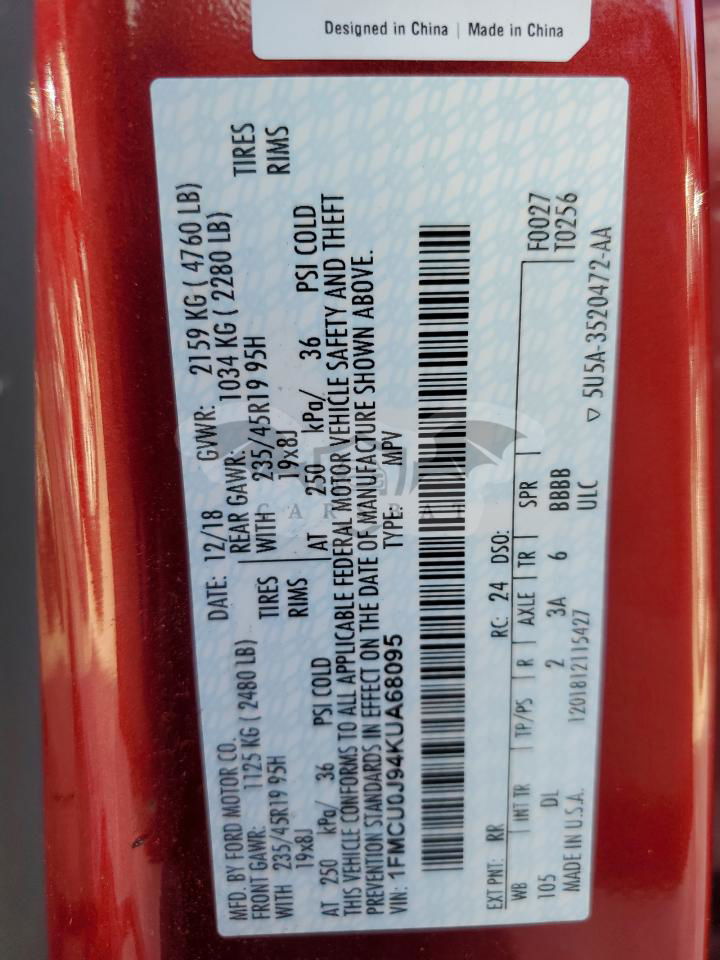 Designed in China | Made in China
MFD. BY FORD MOTOR CO.
DATE: 12/18 GVWR: 2159 KG ( 4760 LB)
FRONT GAWR: 1125 KG ( 2480 LB) REAR GAWR: 1034 KG ( 2280 LB)
WITH 235/45R19 95H TIRES WITH 235/45R19 95H TIRES
19x8J RIMS 19x8J RIMS
AT 250 kPa/ 36 PSI COLD AT 250 kPa/ 36 PSI COLD
THIS VEHICLE CONFORMS TO ALL APPLICABLE FEDERAL MOTOR VEHICLE SAFETY AND THEFT
PREVENTION STANDARDS IN EFFECT ON THE DATE OF MANUFACTURE SHOWN ABOVE.
VIN: 1FMCU0J94KUA68095 TYPE: MPV
EXT PNT: RR RC: 24 DSO: F0027
WB INT TR TP/PS R AXLE TR SPR T0256
105 DL 2 3A 6 BBBB
MADE IN U.S.A. 1201812115427 ULC ▽ 5U5A-3520472-AA